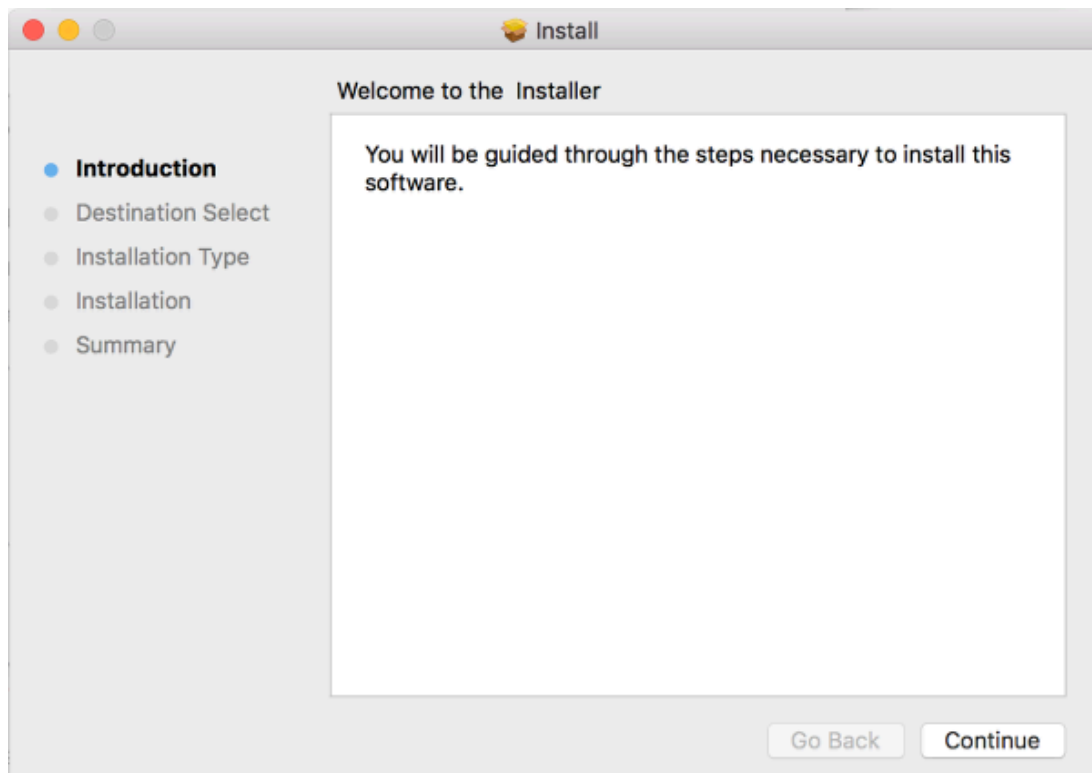 Install
Welcome to the  Installer
Introduction
Destination Select
Installation Type
Installation
Summary
You will be guided through the steps necessary to install this
software.
Go Back
Continue